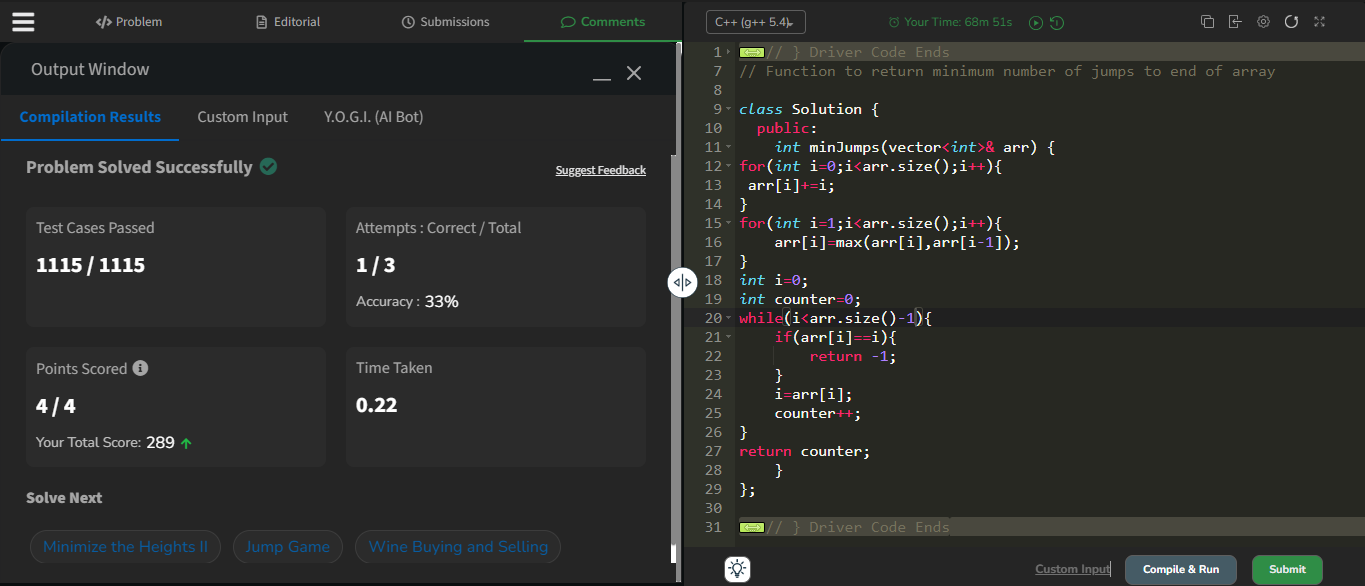 Problem
Editorial
Submissions
Comments
Output Window
Compilation Results
Custom Input
Y.O.G.I. (AI Bot)
Problem Solved Successfully
Suggest Feedback
Test Cases Passed
1115 / 1115
Attempts : Correct / Total
1 / 3
Accuracy : 33%
Points Scored
4 / 4
Your Total Score: 289
Time Taken
0.22
Solve Next
Minimize the Heights II
Jump Game
Wine Buying and Selling
C++ (g++ 5.4)
Your Time: 68m 51s
1 // } Driver Code Ends
7 // Function to return minimum number of jumps to end of array
8
9 class Solution {
10 public:
11 int minJumps(vector<int>& arr) {
12 for(int i=0;i<arr.size();i++){
13 arr[i]+=i;
14 }
15 for(int i=1;i<arr.size();i++){
16 arr[i]=max(arr[i],arr[i-1]);
17 }
18 int i=0;
19 int counter=0;
20 while(i<arr.size()-1){
21 if(arr[i]==i){
22 return -1;
23 }
24 i=arr[i];
25 counter++;
26 }
27 return counter;
28 }
29 };
30
31 // } Driver Code Ends
Custom Input
Compile & Run
Submit